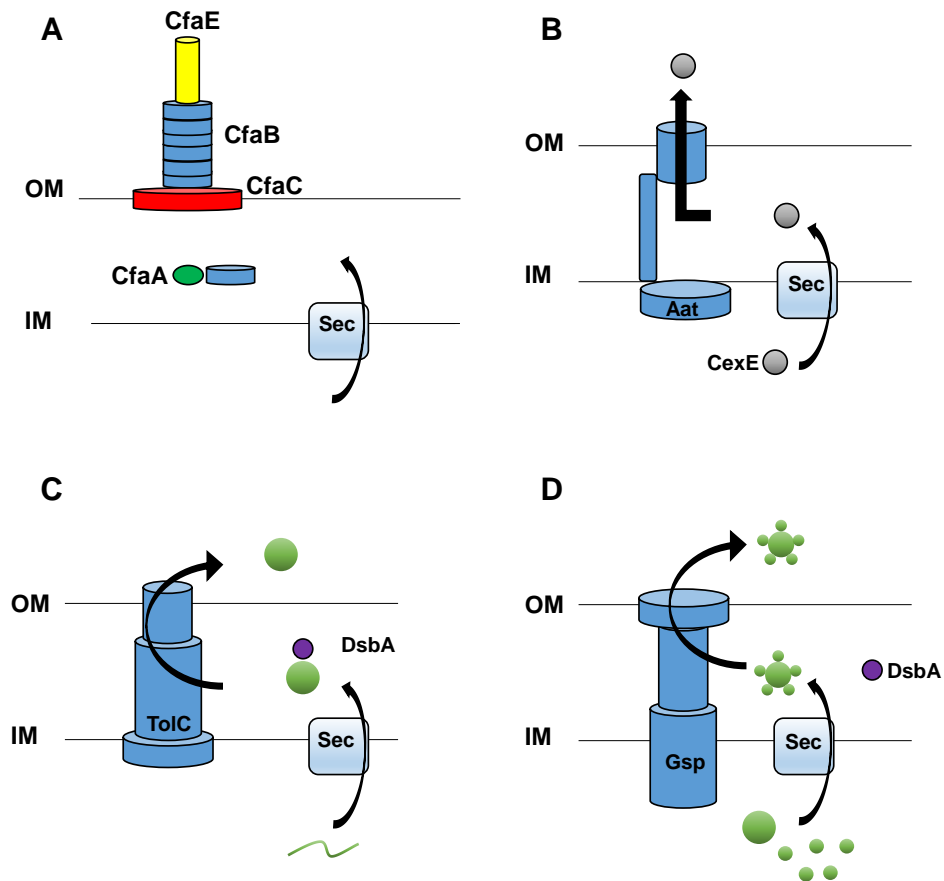 A
CfaE
CfaB
OM
CfaC
CfaA
IM
Sec
B
OM
IM
Sec
Aat
CexE
C
OM
DsbA
TolC
IM
Sec
D
OM
DsbA
IM
Sec
Gsp